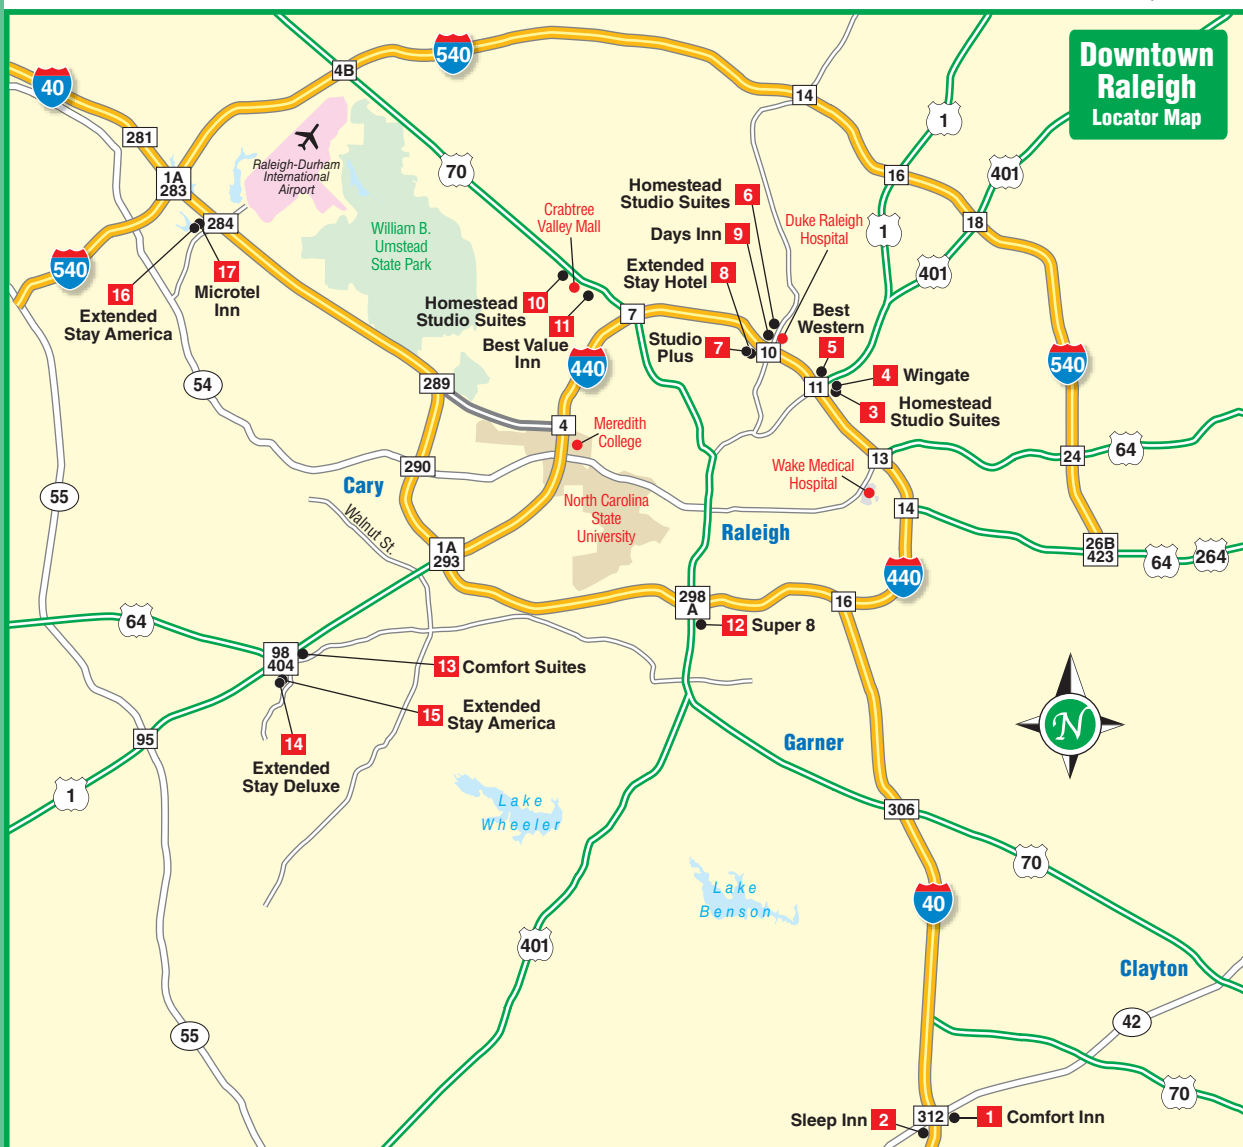 Downtown
Raleigh
Locator Map
540
4B
40
14
281
1
70
Raleigh-Durham
International
Airport
401
16
1A
283
Homestead
Studio Suites
6
Crabtree
Valley Mall
Duke Raleigh
Hospital
284
18
William B.
Umstead
State Park
Days Inn
9
1
540
17
Microtel
Inn
Extended
Stay Hotel
8
401
16
Extended
Stay America
Homestead
Studio Suites
10
11
Best Value
Inn
7
Best
Western
5
Studio
Plus
7
10
440
540
54
289
11
4
Wingate
3
Homestead
Studio Suites
4
Meredith
College
64
24
13
290
Wake Medical
Hospital
Cary
55
North Carolina
State
University
14
Walnut St.
Raleigh
1A
293
26B
423
64
264
440
298
A
16
64
12
Super 8
98
404
13
Comfort Suites
15
Extended
Stay America
14
Extended
Stay Deluxe
95
N
Garner
1
Lake
Wheeler
306
70
Lake
Benson
40
401
Clayton
55
42
70
Sleep Inn
2
312
1
Comfort Inn